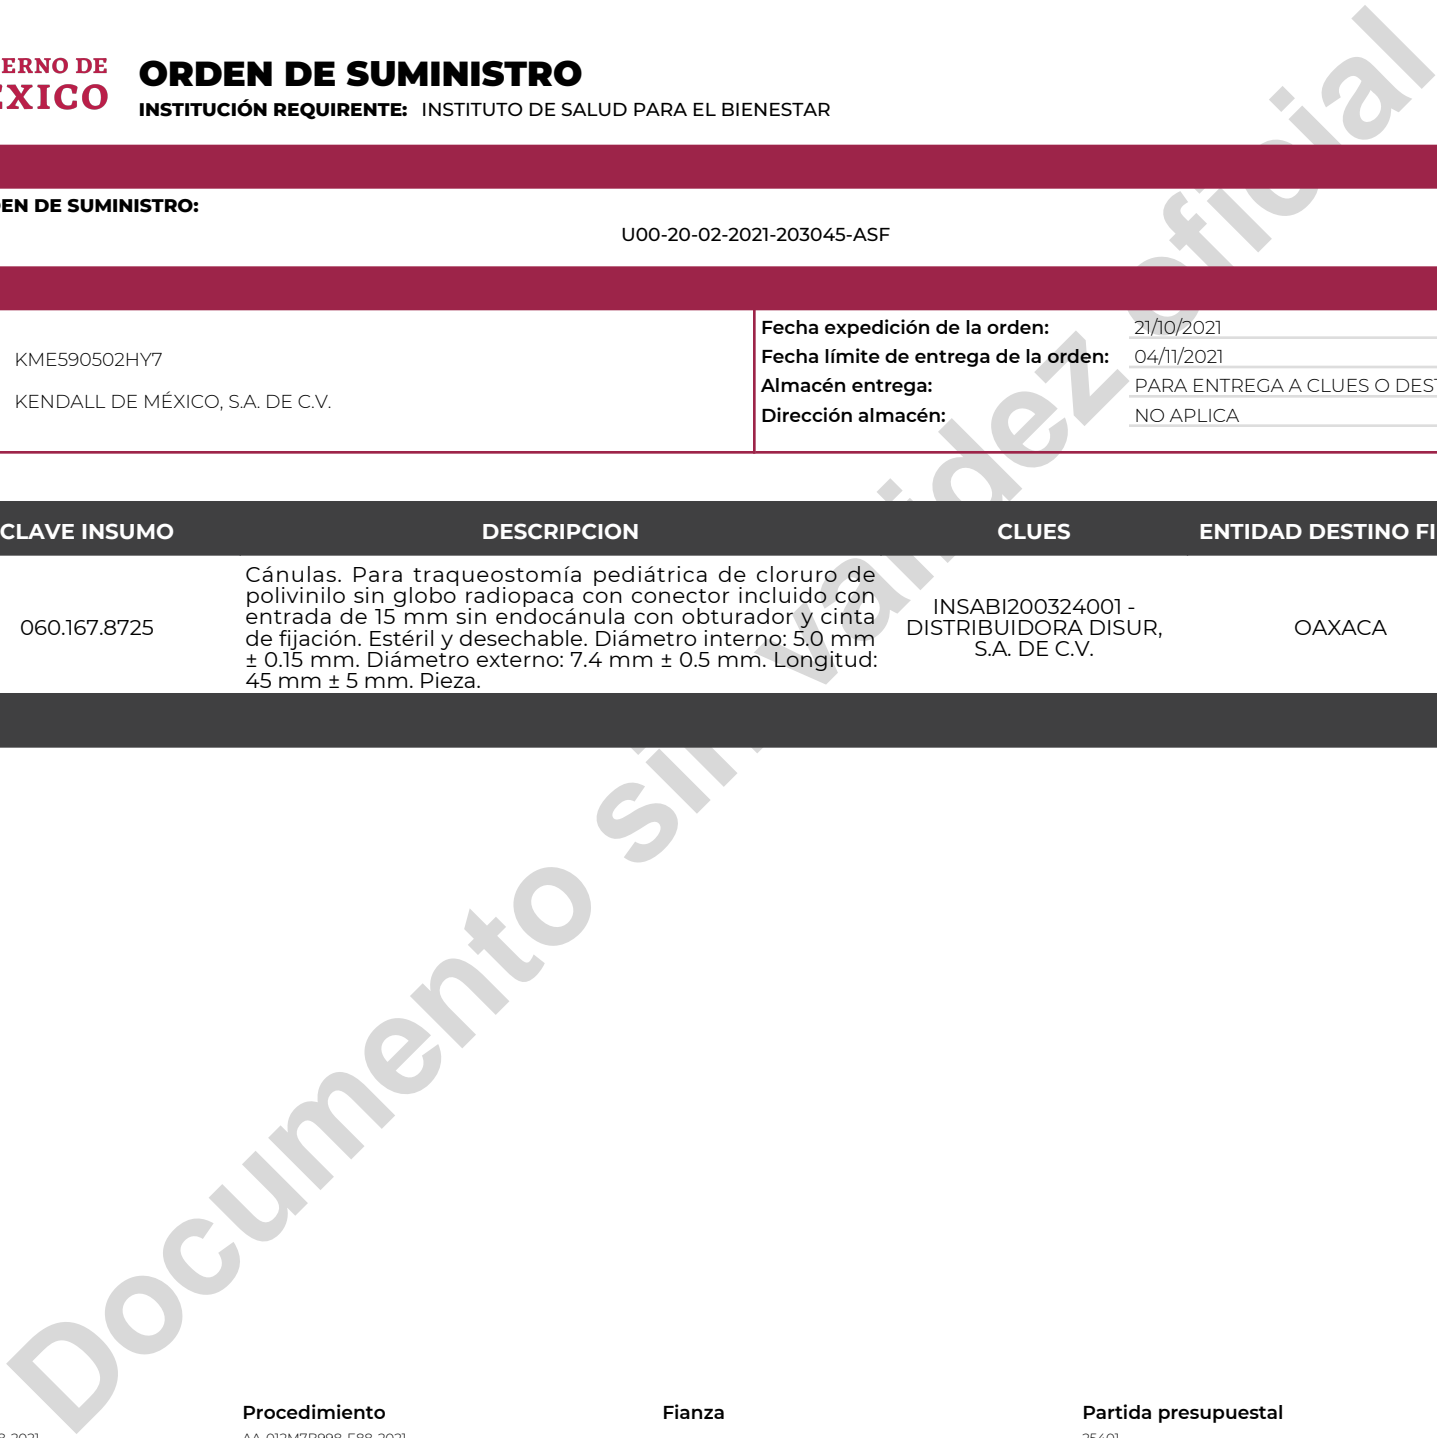 ERNO DE
ÉXICO
ORDEN DE SUMINISTRO
INSTITUCIÓN REQUIRENTE: INSTITUTO DE SALUD PARA EL BIENESTAR
EN DE SUMINISTRO:
U00-20-02-2021-203045-ASF
KME590502HY7
KENDALL DE MÉXICO, S.A. DE C.V.
Fecha expedición de la orden: 21/10/2021
Fecha límite de entrega de la orden: 04/11/2021
Almacén entrega: PARA ENTREGA A CLUES O DEST
Dirección almacén: NO APLICA
CLAVE INSUMO DESCRIPCION CLUES ENTIDAD DESTINO FI
060.167.8725
Cánulas. Para traqueostomía pediátrica de cloruro de
polivinilo sin globo radiopaca con conector incluido con
entrada de 15 mm sin endocánula con obturador y cinta
de fijación. Estéril y desechable. Diámetro interno: 5.0 mm
± 0.15 mm. Diámetro externo: 7.4 mm ± 0.5 mm. Longitud:
45 mm ± 5 mm. Pieza.
INSABI200324001 -
DISTRIBUIDORA DISUR,
S.A. DE C.V.
OAXACA
Documento sin validez oficial
Procedimiento Fianza Partida presupuestal